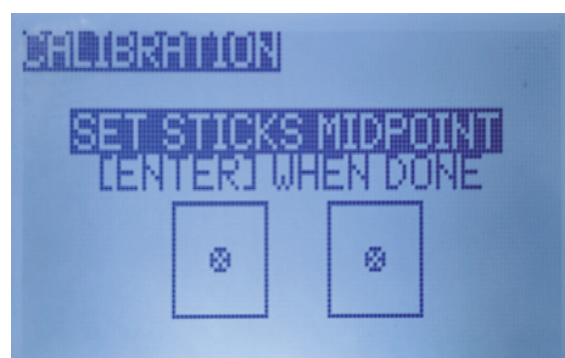 CALIBRATION
SET STICKS MIDPOINT
[ENTER] WHEN DONE